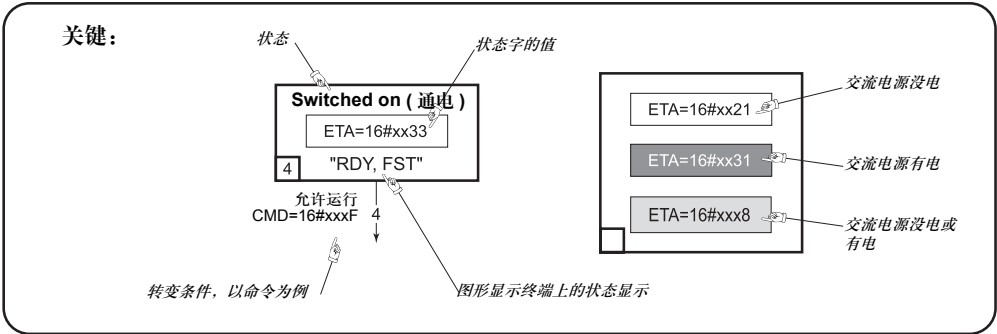 关键：
状态
状态字的值
Switched on ( 通电 )
ETA=16#xx33
4
"RDY, FST"
允许运行
CMD=16#xxxF
4
转变条件，以命令为例
图形显示终端上的状态显示
ETA=16#xx21
交流电源没电
ETA=16#xx31
交流电源有电
ETA=16#xxx8
交流电源没电或
有电